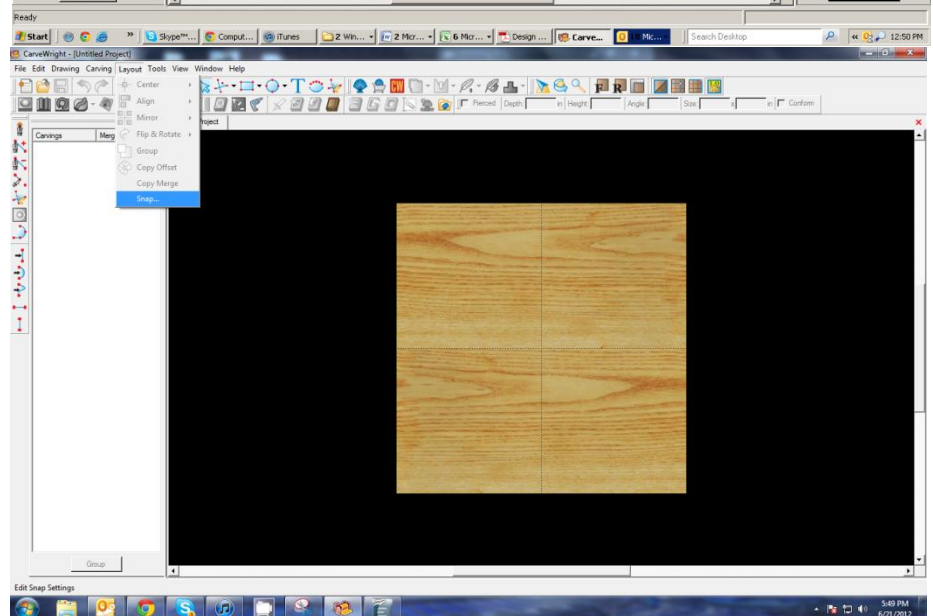 Ready
Start » Skype™... Comput... iTunes 2 Win... 2 Micr... 6 Micr... Design ... Carve... Mic... Search Desktop « 12:50 PM
CarveWright - [Untitled Project]
File Edit Drawing Carving Layout Tools View Window Help
Center
Align
Mirror
Flip & Rotate
Group
Copy Offset
Copy Merge
Snap...
CW
F R
Pierced Depth in Height Angle Size x in Conform
Carvings
Group
Edit Snap Settings
5:49 PM
6/21/2012